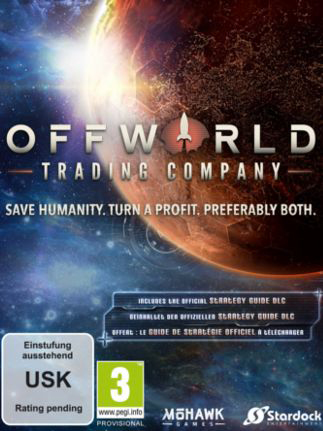 OFFWORLD
TRADING COMPANY
SAVE HUMANITY. TURN A PROFIT. PREFERABLY BOTH.
INCLUDES THE OFFICIAL STRATEGY GUIDE DLC
BEINHALTET DEN OFFIZIELLEN STRATEGY GUIDE DLC
OFFERT : LE GUIDE DE STRATÉGIE OFFICIEL À TÉLÉCHARGER
Einstufung
ausstehend
USK
Rating pending
3
www.pegi.info
PROVISIONAL
MOHAWK
GAMES
Stardock
ENTERTAINMENT